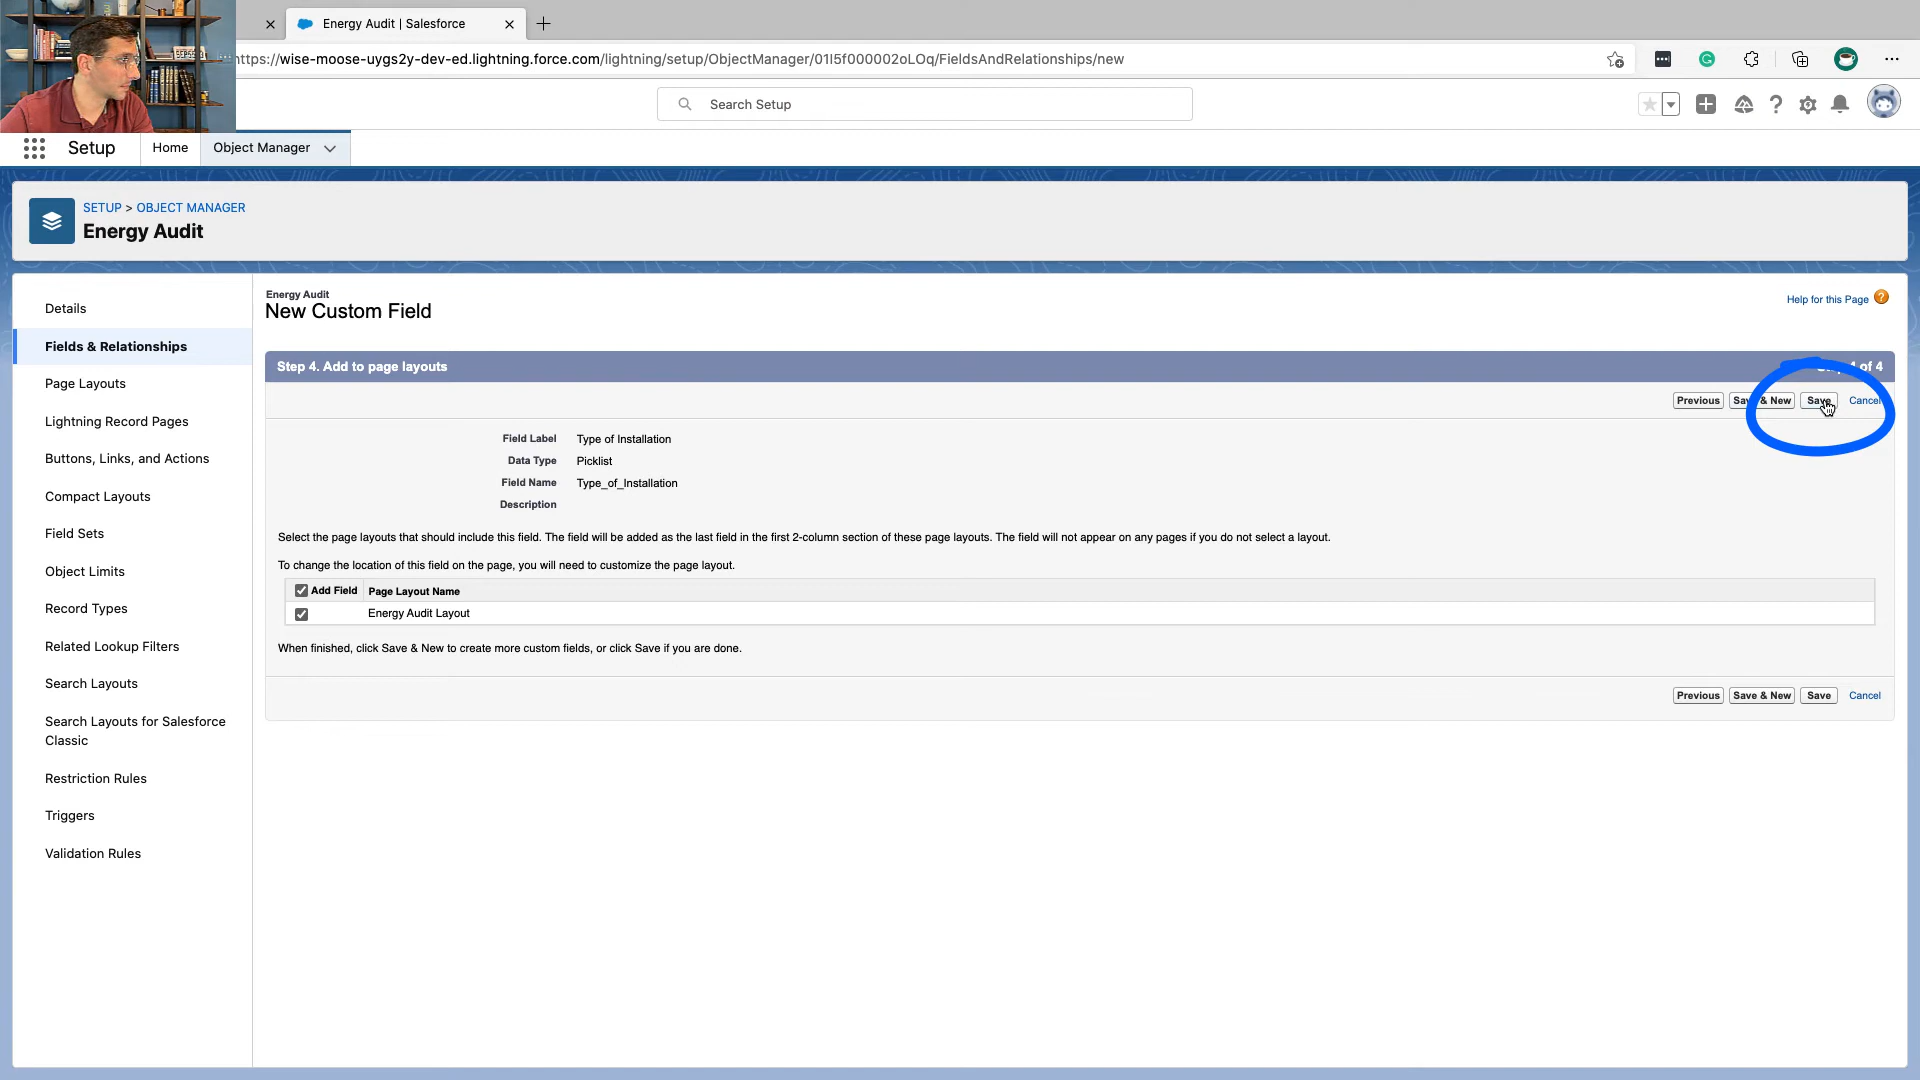 Energy Audit | Salesforce
https://wise-moose-uygs2y-dev-ed.lightning.force.com/lightning/setup/ObjectManager/01I5f000002oLOq/FieldsAndRelationships/new
Search Setup
Setup
Home
Object Manager
SETUP > OBJECT MANAGER
Energy Audit
Details
Fields & Relationships
Page Layouts
Lightning Record Pages
Buttons, Links, and Actions
Compact Layouts
Field Sets
Object Limits
Record Types
Related Lookup Filters
Search Layouts
Search Layouts for Salesforce
Classic
Restriction Rules
Triggers
Validation Rules
Energy Audit
New Custom Field
Help for this Page
Step 4. Add to page layouts
of 4
Previous
Save & New
Save
Cancel
Field Label Type of Installation
Data Type Picklist
Field Name Type_of_Installation
Description
Select the page layouts that should include this field. The field will be added as the last field in the first 2-column section of these page layouts. The field will not appear on any pages if you do not select a layout.
To change the location of this field on the page, you will need to customize the page layout.
Add Field Page Layout Name
Energy Audit Layout
When finished, click Save & New to create more custom fields, or click Save if you are done.
Previous
Save & New
Save
Cancel